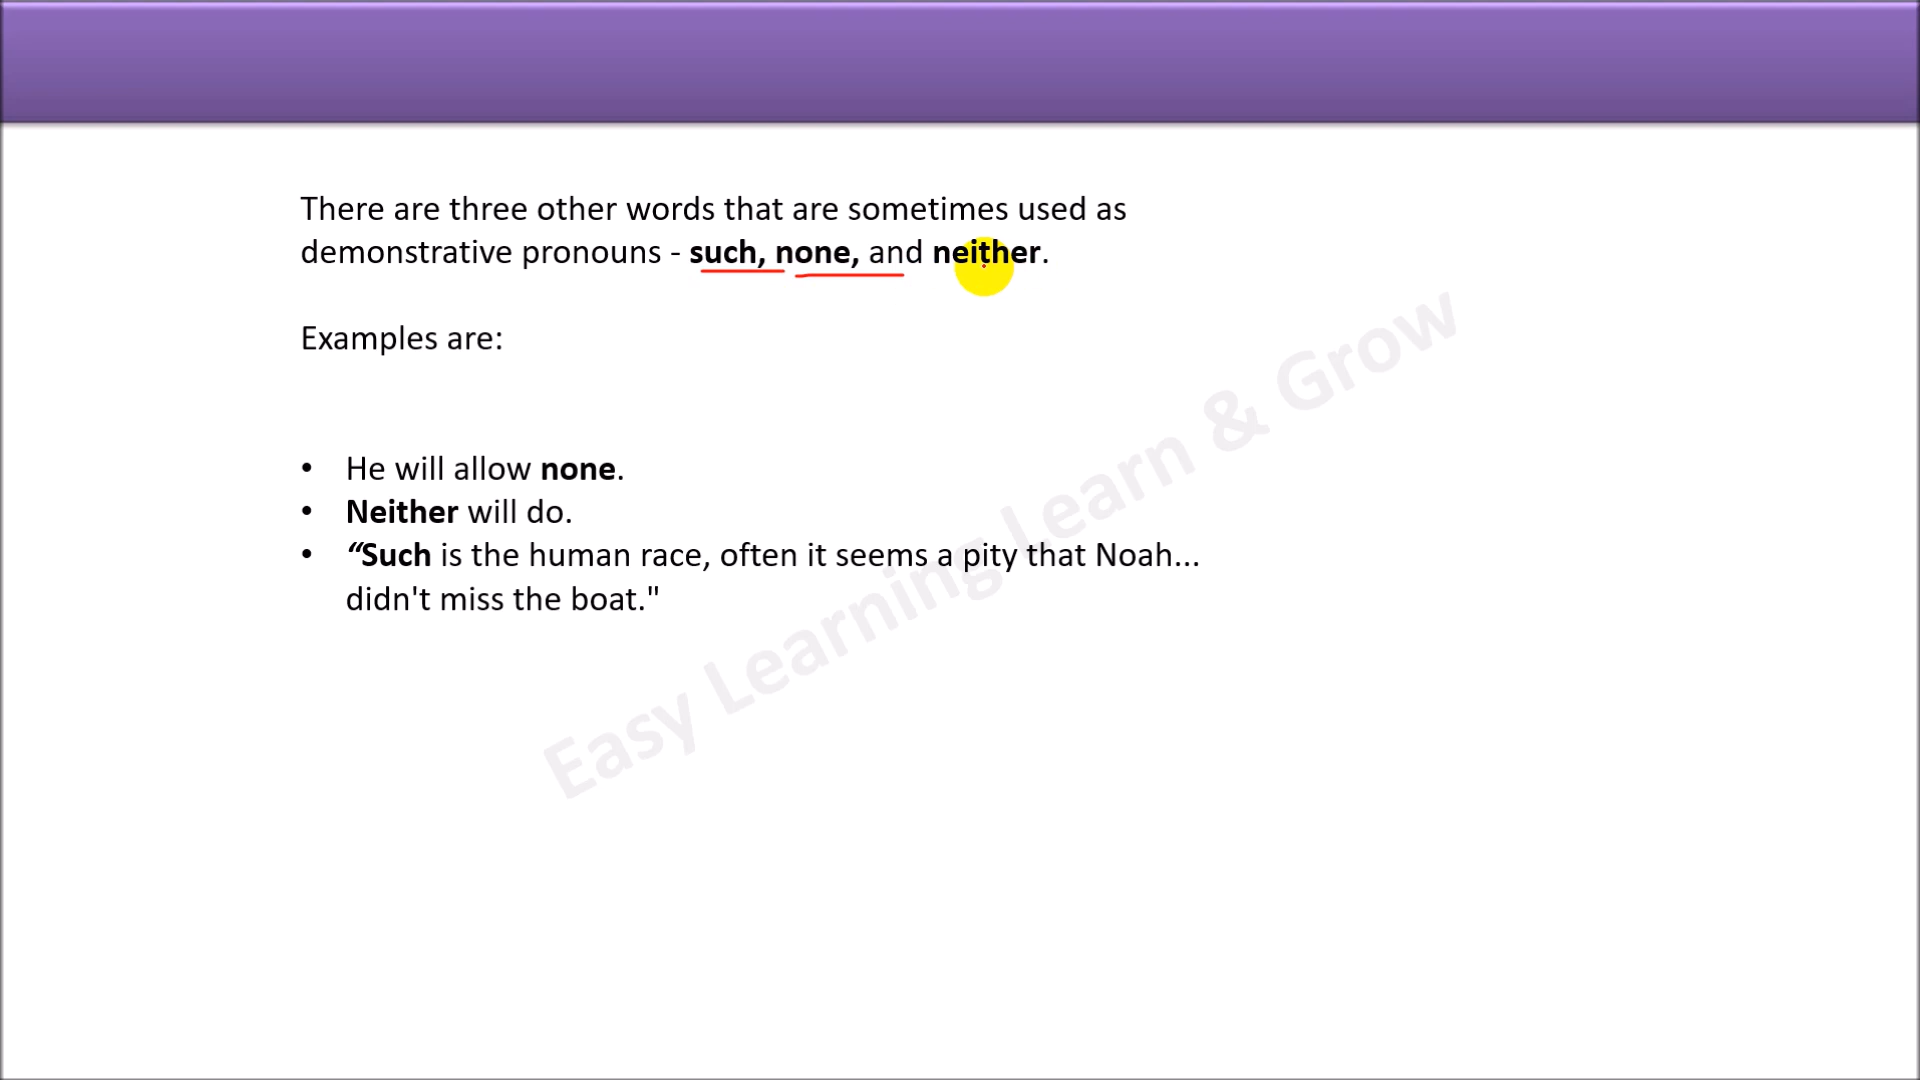 There are three other words that are sometimes used as
demonstrative pronouns - such, none, and neither.
Examples are:
• He will allow none.
• Neither will do.
• “Such is the human race, often it seems a pity that Noah...
didn't miss the boat."
Easy Learning Learn & Grow